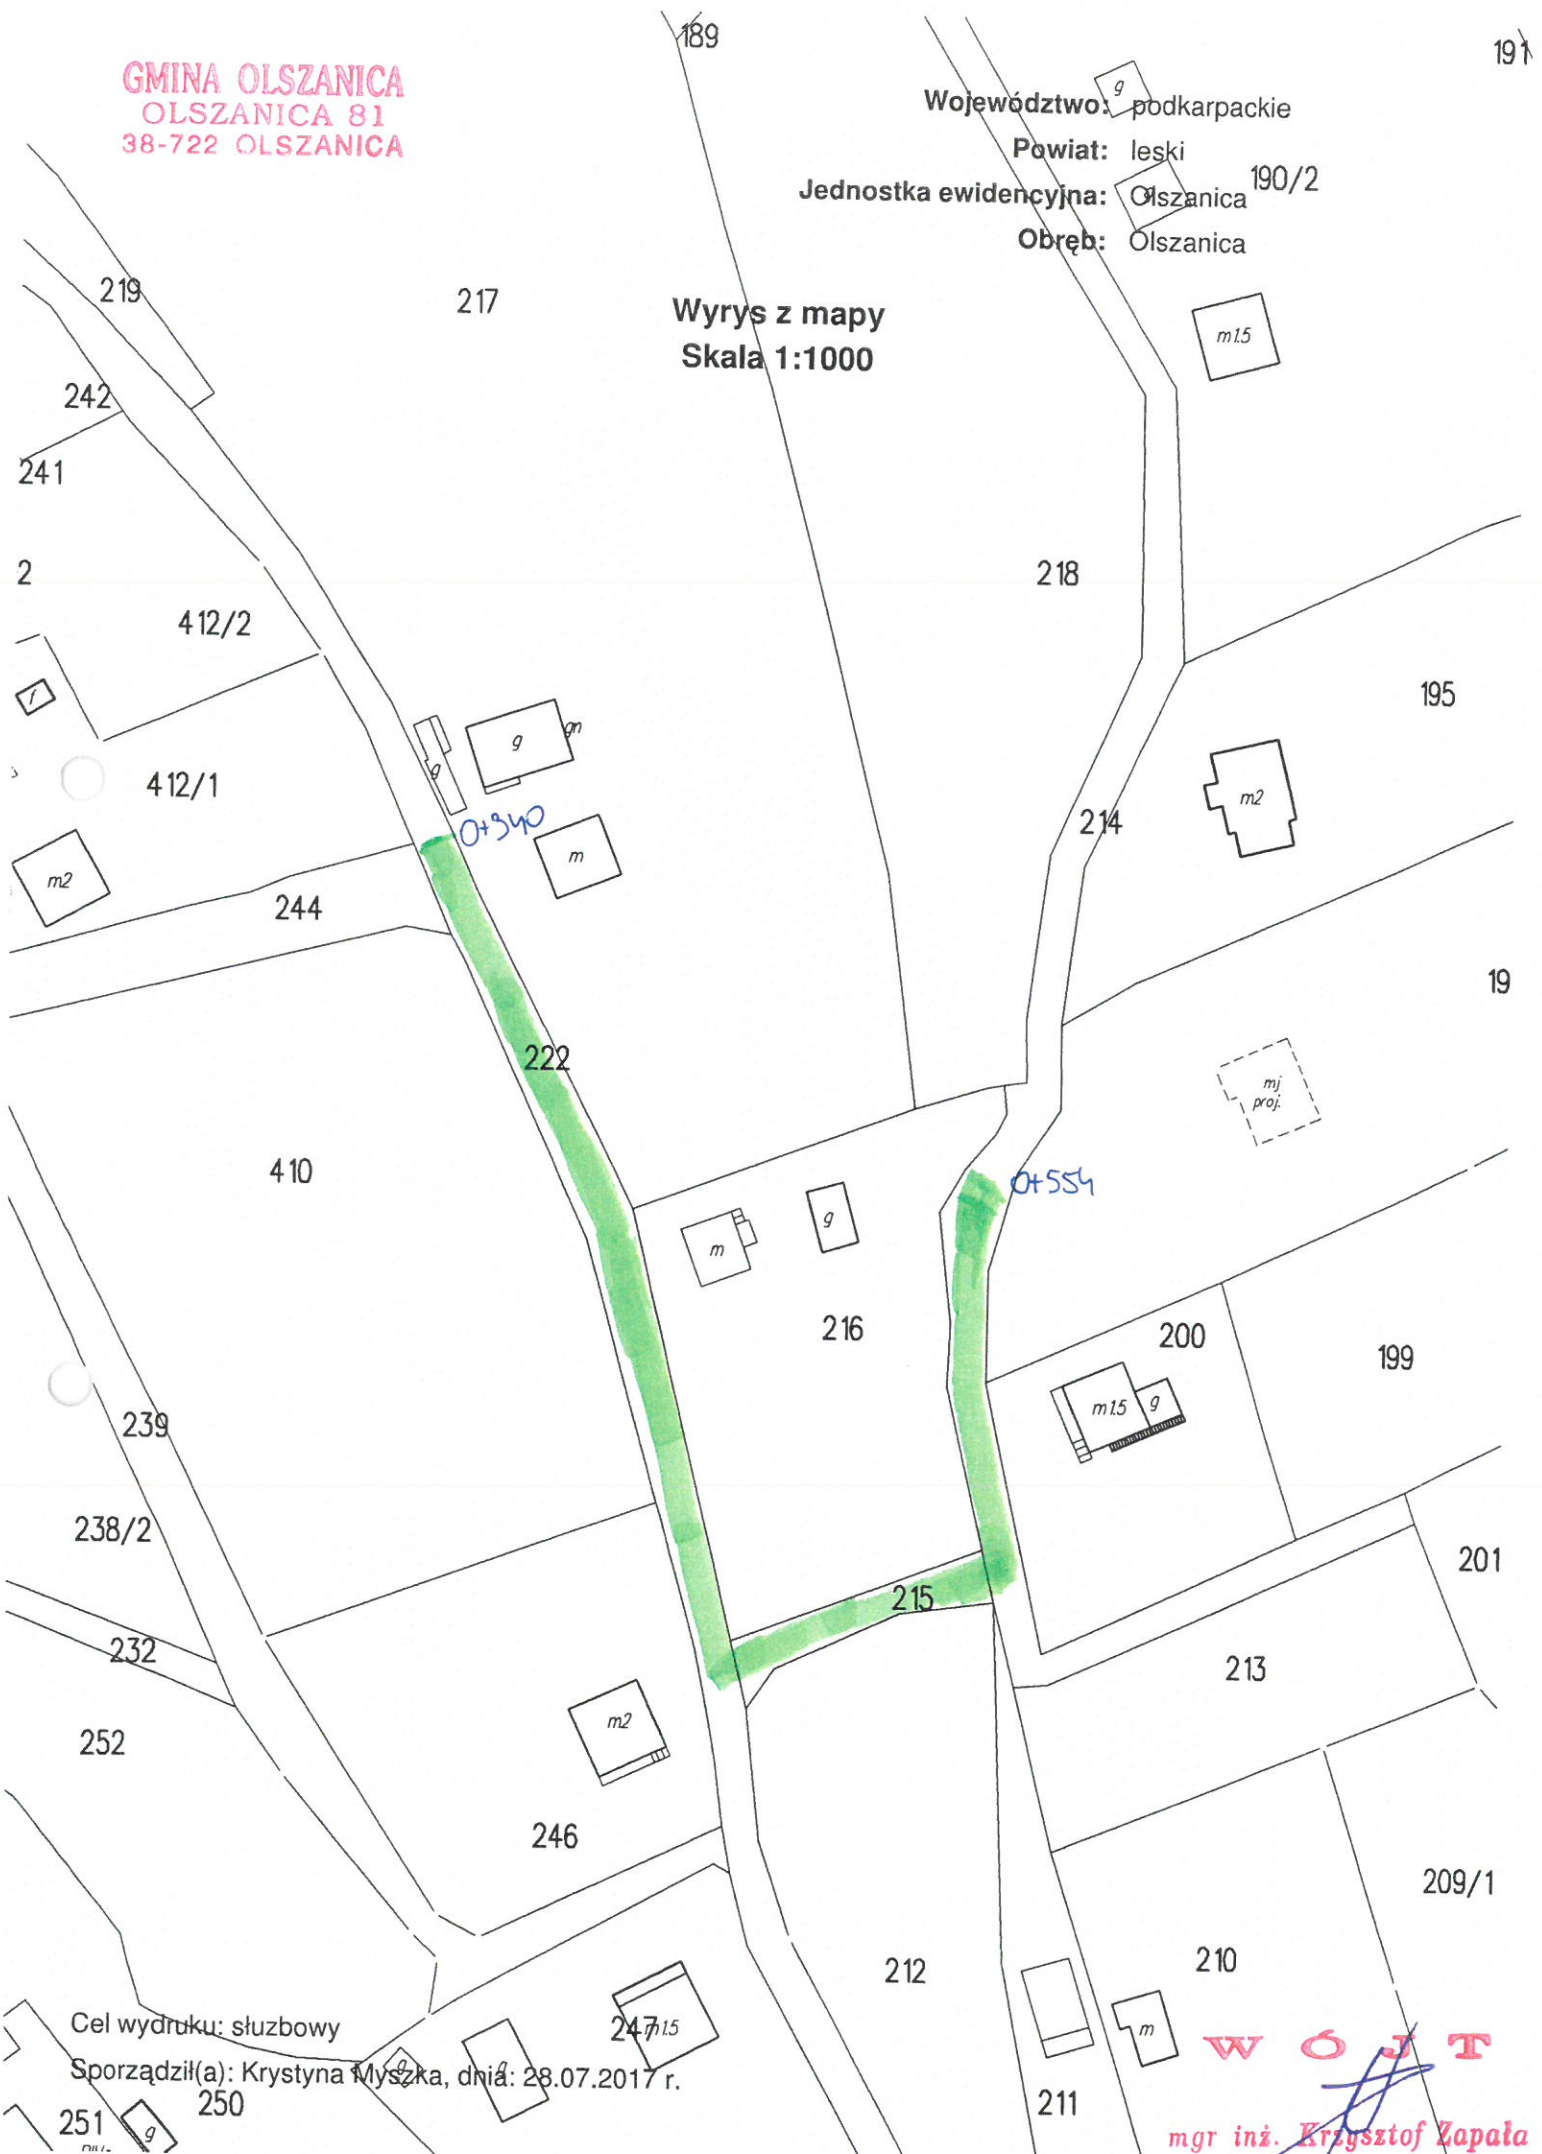 189
191
GMINA OLSZANICA
OLSZANICA 81
38-722 OLSZANICA
g
Województwo: podkarpackie
Powiat: leski
Jednostka ewidencyjna: Olszanica
190/2
Obręb: Olszanica
219
217
Wyrys z mapy
Skala 1:1000
m1.5
242
241
2
218
412/2
f
195
g
gn
g
412/1
m2
0+340
214
m
m2
244
19
222
mj
proj.
410
0+554
g
m
216
200
199
m1.5
g
239
238/2
201
215
232
213
m2
252
246
209/1
212
210
Cel wydruku: służbowy
247
m1.5
m
W Ó J T
g
g
Sporządził(a): Krystyna Myszka, dnia: 28.07.2017 r.
250
211
251
g
mgr inż. Krzysztof Zapała